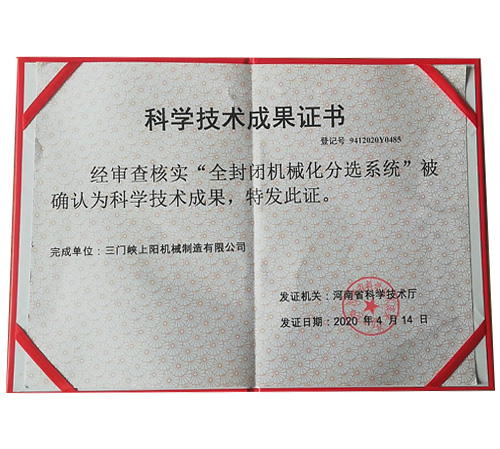 科学技术成果证书
登记号 9412020Y0485
经审查核实“全封闭机械化分选系统”被
确认为科学技术成果，特发此证。
完成单位：三门峡上阳机械制造有限公司
发证机关：河南省科学技术厅
发证日期：2020 年 4 月 14 日